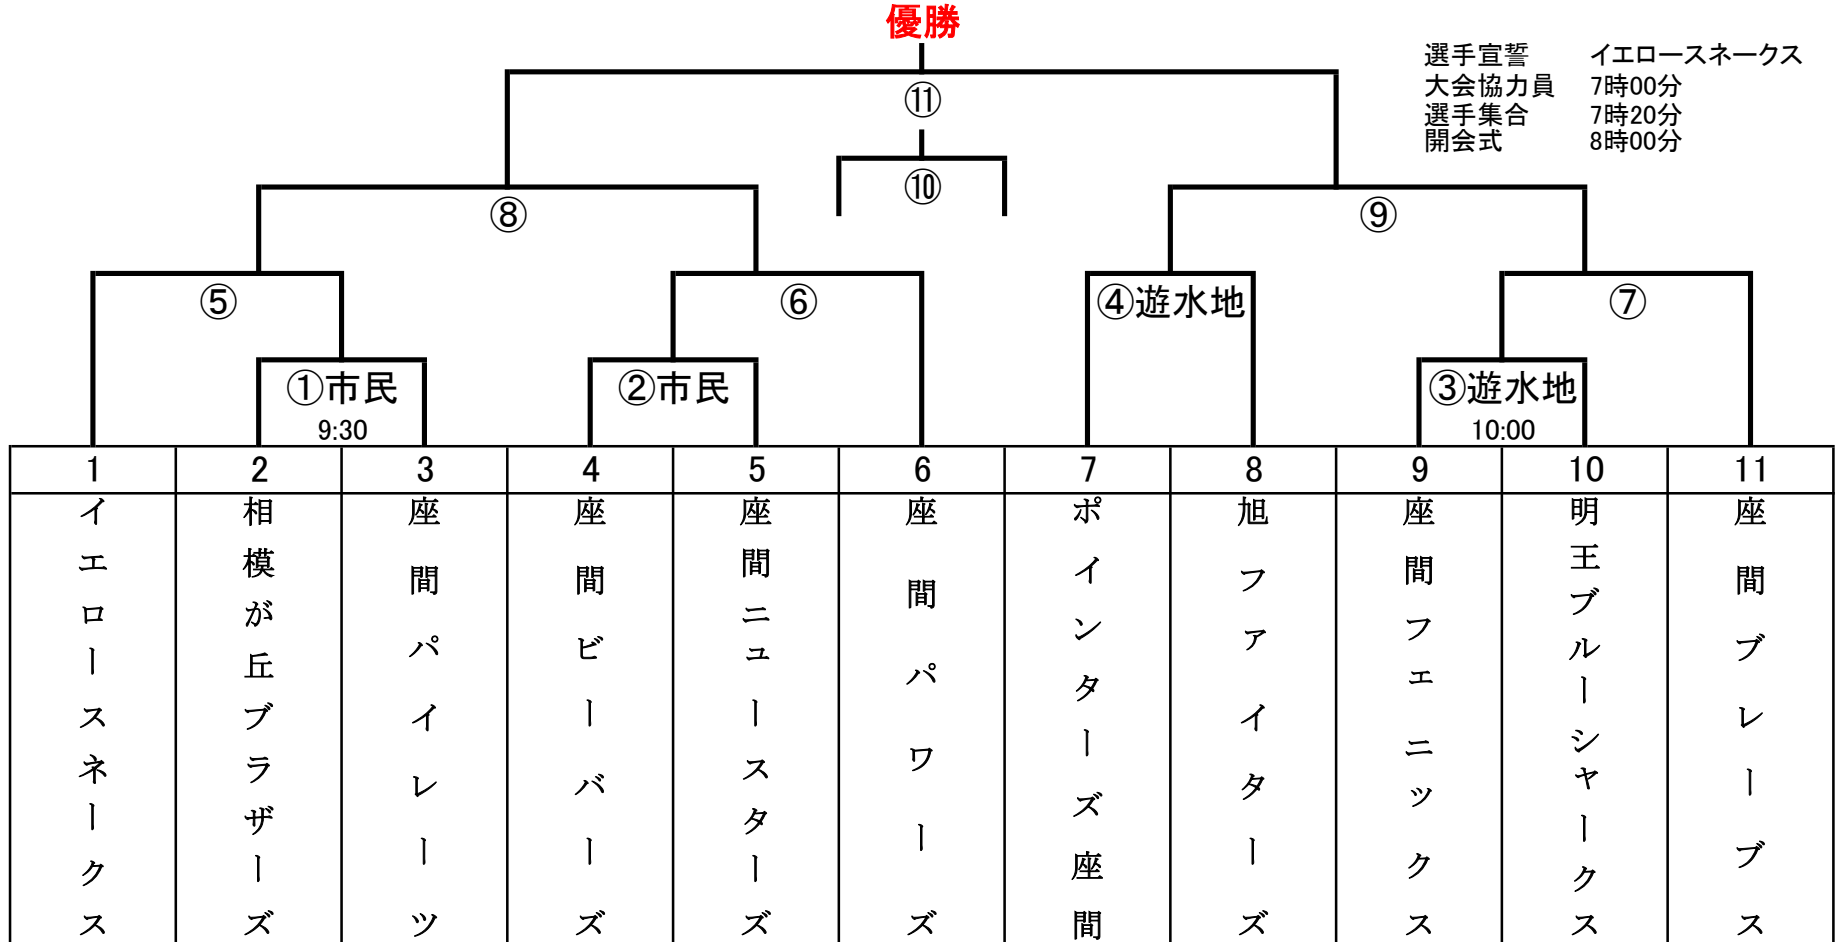 優勝
選手宣誓 イエロースネークス
大会協力員 7時00分
選手集合 7時20分
開会式 8時00分
⑪
⑩
⑧
⑨
⑤
⑥
④遊水地
⑦
①市民
9:30
②市民
③遊水地
10:00
1
2
3
4
5
6
7
8
9
10
11
イエロースネークス
相模が丘ブラザーズ
座間パイレーツ
座間ビーバーズ
座間ニュースターズ
座間パワーズ
ポインターズ座間
旭ファイターズ
座間フェニックス
明王ブルーシャークス
座間ブレーブス